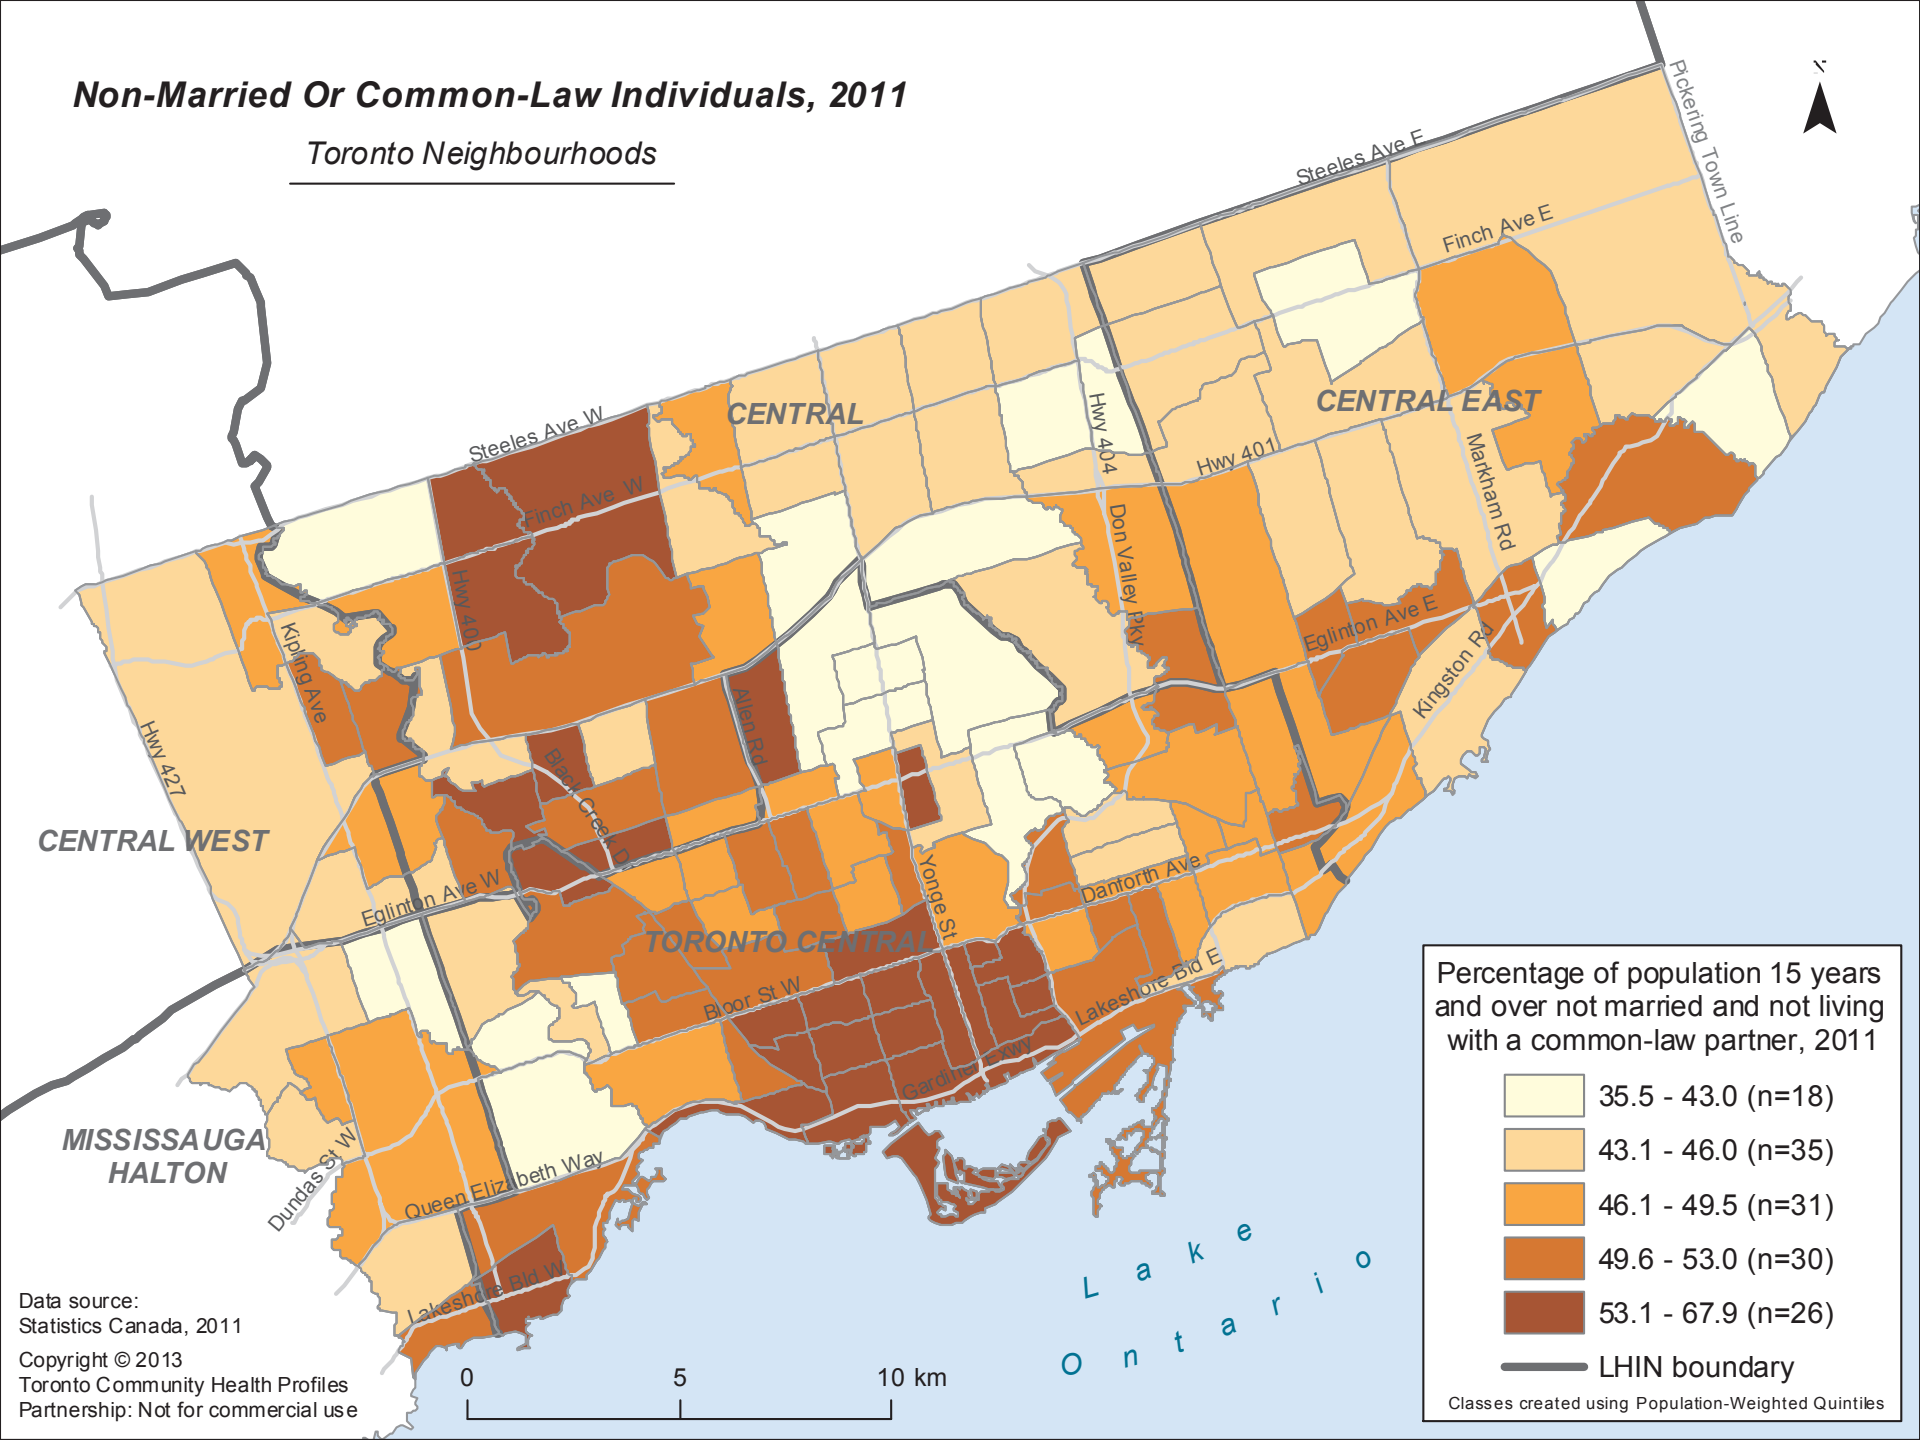 Non-Married Or Common-Law Individuals, 2011
Toronto Neighbourhoods
N
Pickering Town Line
Steeles Ave E
Finch Ave E
CENTRAL
CENTRAL EAST
Steeles Ave W
Finch Ave W
Hwy 404
Hwy 401
Markham Rd
Don Valley Pky
Hwy 400
Kipling Ave
Eglinton Ave E
Kingston Rd
Allen Rd
Hwy 427
Black Creek D
CENTRAL WEST
Eglinton Ave W
Yonge St
Danforth Ave
TORONTO CENTRAL
Bloor St W
Lakeshore Bld E
Gardiner Exwy
MISSISSAUGA
HALTON
Dundas St W
Queen Elizabeth Way
Lakeshore Bld W
Lake
Ontario
Percentage of population 15 years
and over not married and not living
with a common-law partner, 2011
35.5 - 43.0 (n=18)
43.1 - 46.0 (n=35)
46.1 - 49.5 (n=31)
49.6 - 53.0 (n=30)
53.1 - 67.9 (n=26)
LHIN boundary
Classes created using Population-Weighted Quintiles
Data source:
Statistics Canada, 2011
Copyright © 2013
Toronto Community Health Profiles
Partnership: Not for commercial use
0 5 10 km